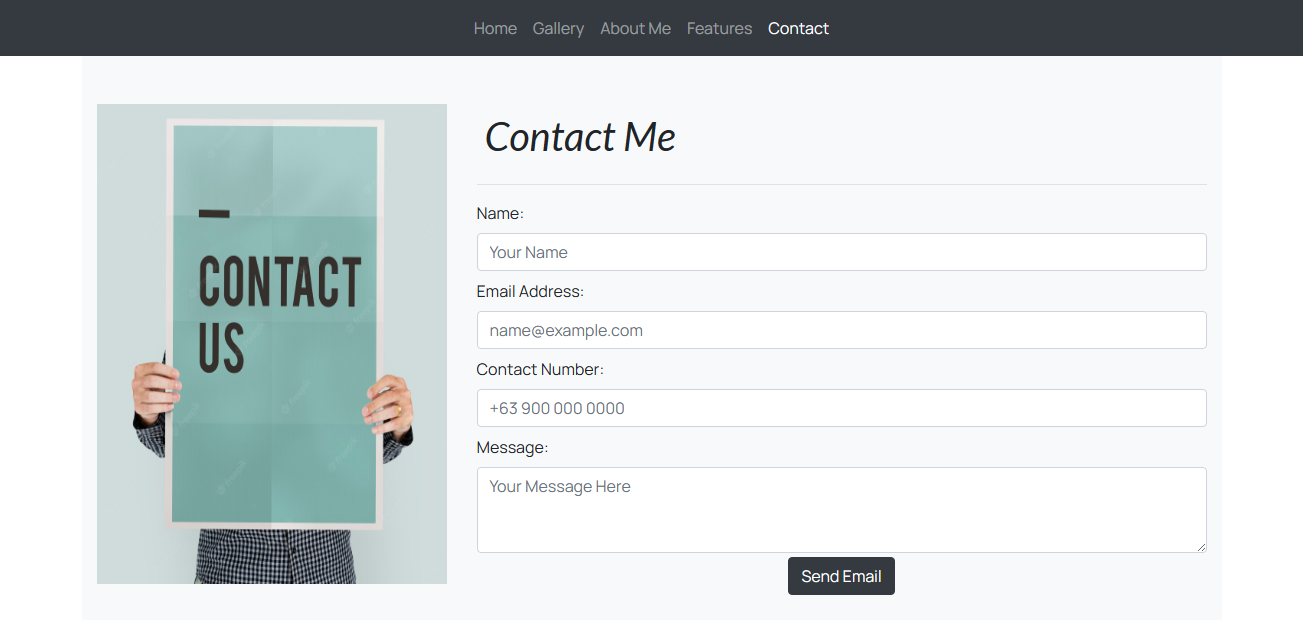 Home Gallery About Me Features Contact
CONTACT
US
Contact Me
Name:
Your Name
Email Address:
name@example.com
Contact Number:
+63 900 000 0000
Message:
Your Message Here
Send Email